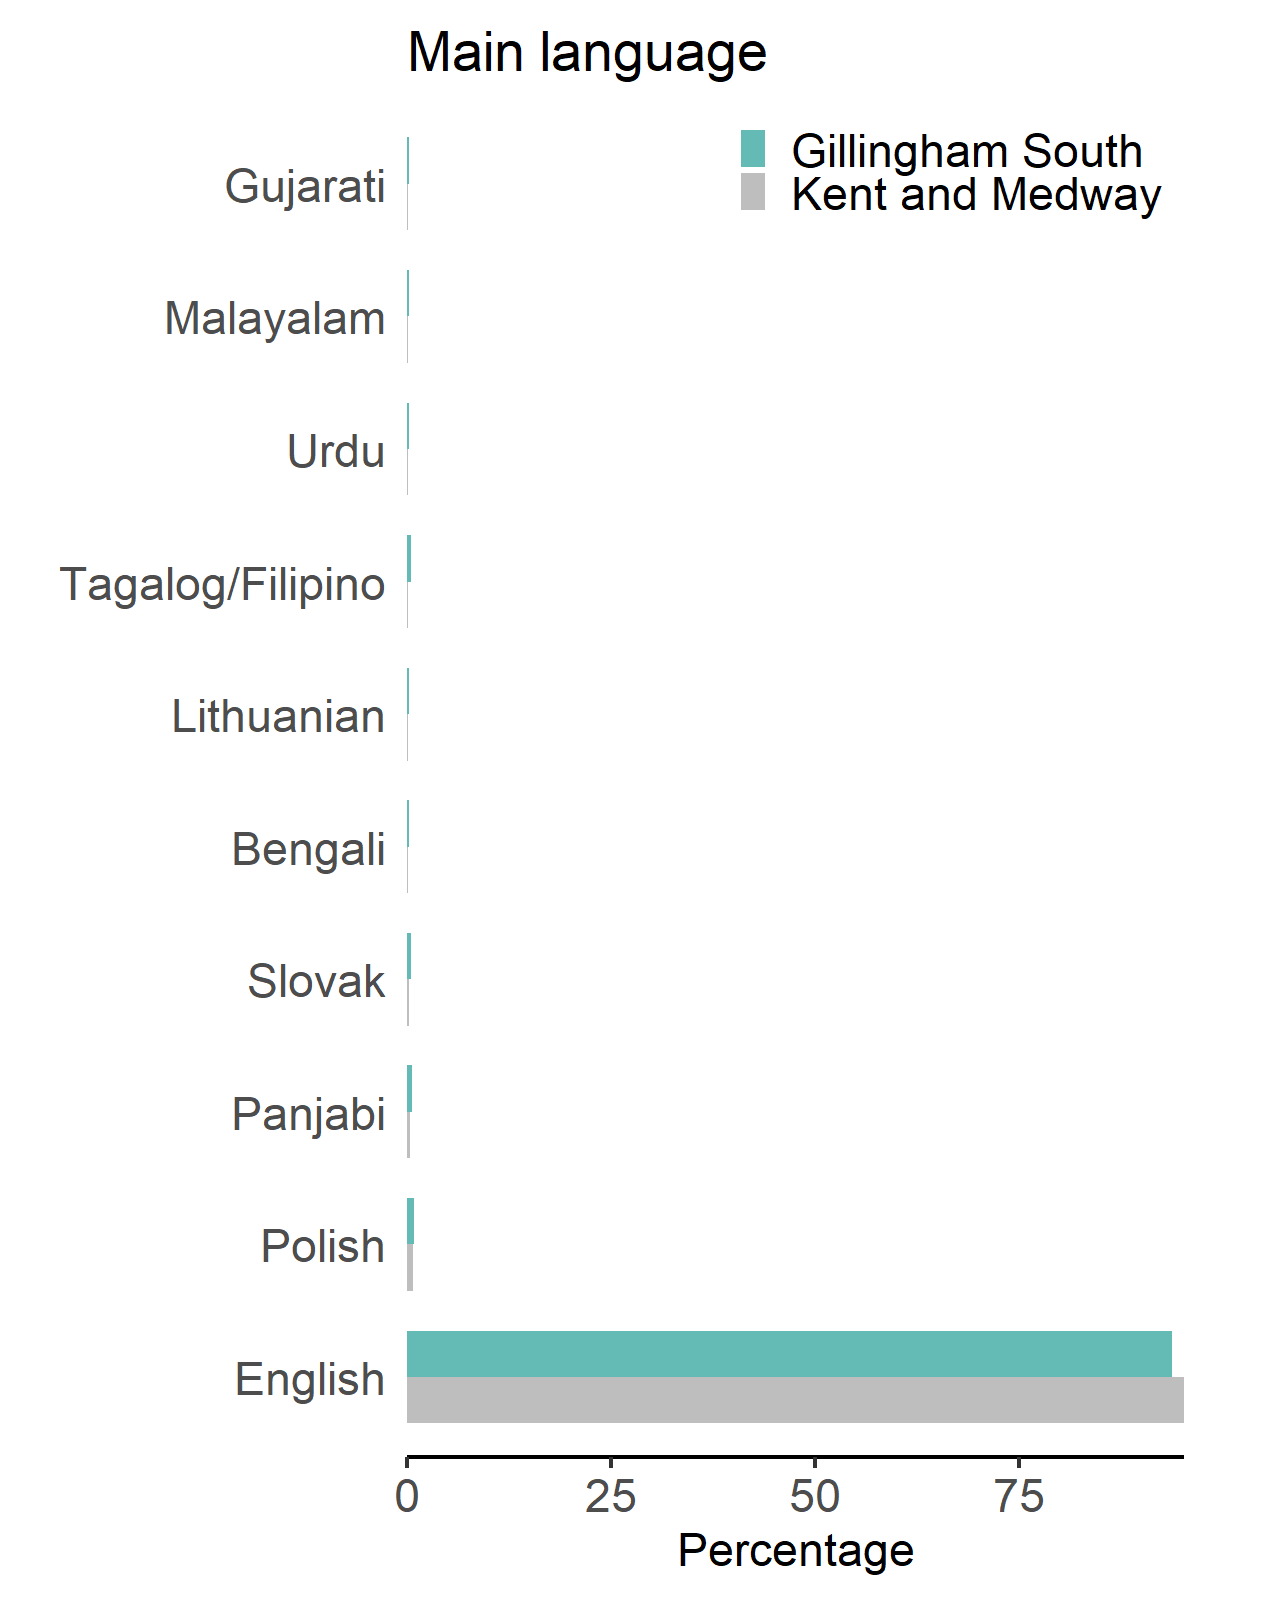 Main language
Gillingham South
Kent and Medway
Gujarati
Malayalam
Urdu
Tagalog/Filipino
Lithuanian
Bengali
Slovak
Panjabi
Polish
English
0 25 50 75
Percentage